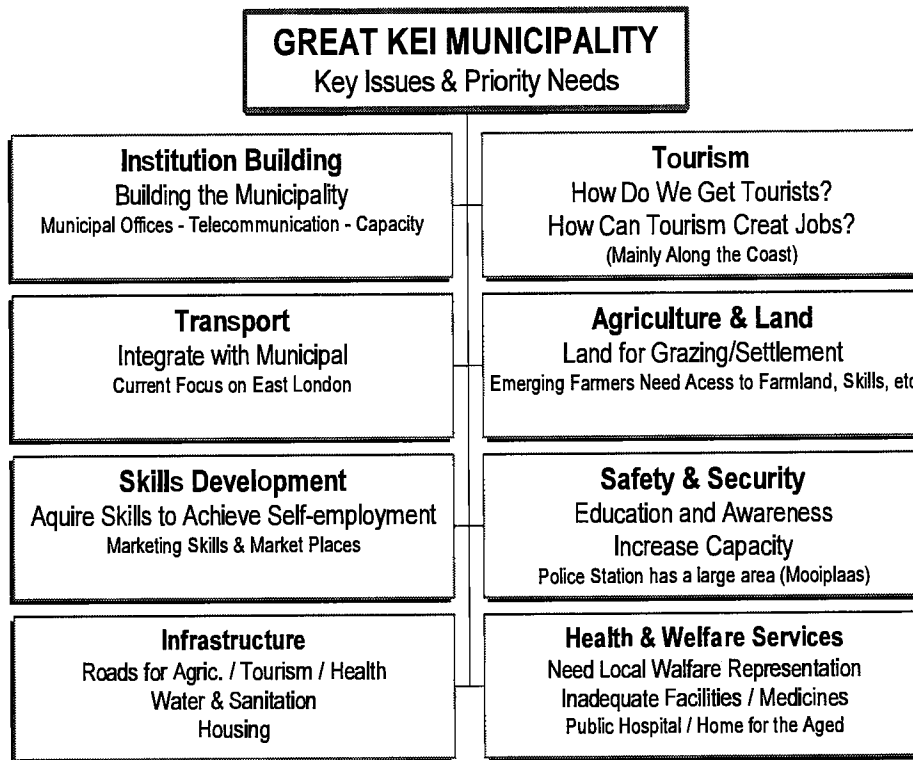 GREAT KEI MUNICIPALITY
Key Issues & Priority Needs
Institution Building
Building the Municipality
Municipal Offices - Telecommunication - Capacity
Tourism
How Do We Get Tourists?
How Can Tourism Creat Jobs?
(Mainly Along the Coast)
Transport
Integrate with Municipal
Current Focus on East London
Agriculture & Land
Land for Grazing/Settlement
Emerging Farmers Need Acess to Farmland, Skills, etc
Skills Development
Aquire Skills to Achieve Self-employment
Marketing Skills & Market Places
Safety & Security
Education and Awareness
Increase Capacity
Police Station has a large area (Mooiplaas)
Infrastructure
Roads for Agric. / Tourism / Health
Water & Sanitation
Housing
Health & Welfare Services
Need Local Walfare Representation
Inadequate Facilities / Medicines
Public Hospital / Home for the Aged